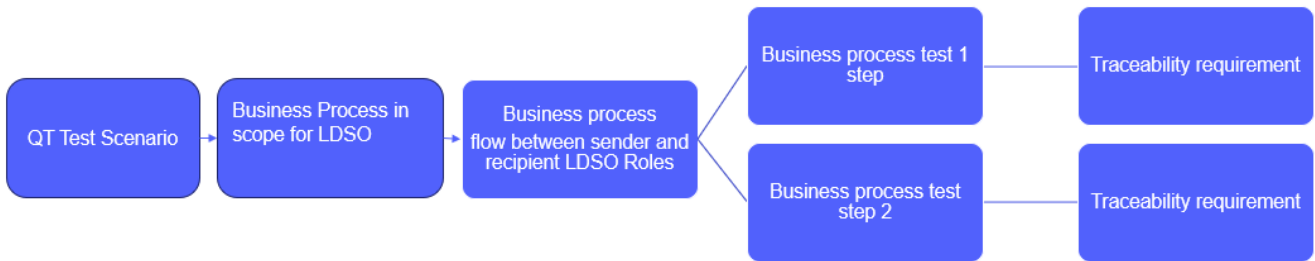 QT Test Scenario
Business Process in
scope for LDSO
Business process
flow between sender and
recipient LDSO Roles
Business process test 1
step
Traceability requirement
Business process test
step 2
Traceability requirement